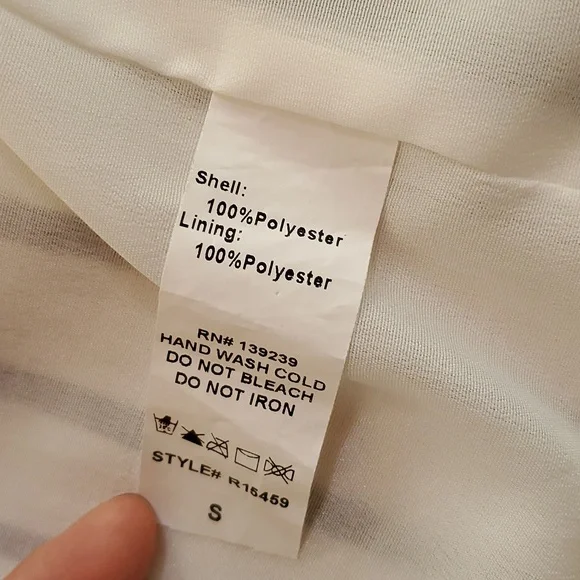 Shell:
100%Polyester
Lining:
100%Polyester
RN# 139239
HAND WASH COLD
DO NOT BLEACH
DO NOT IRON
STYLE# R15459
S